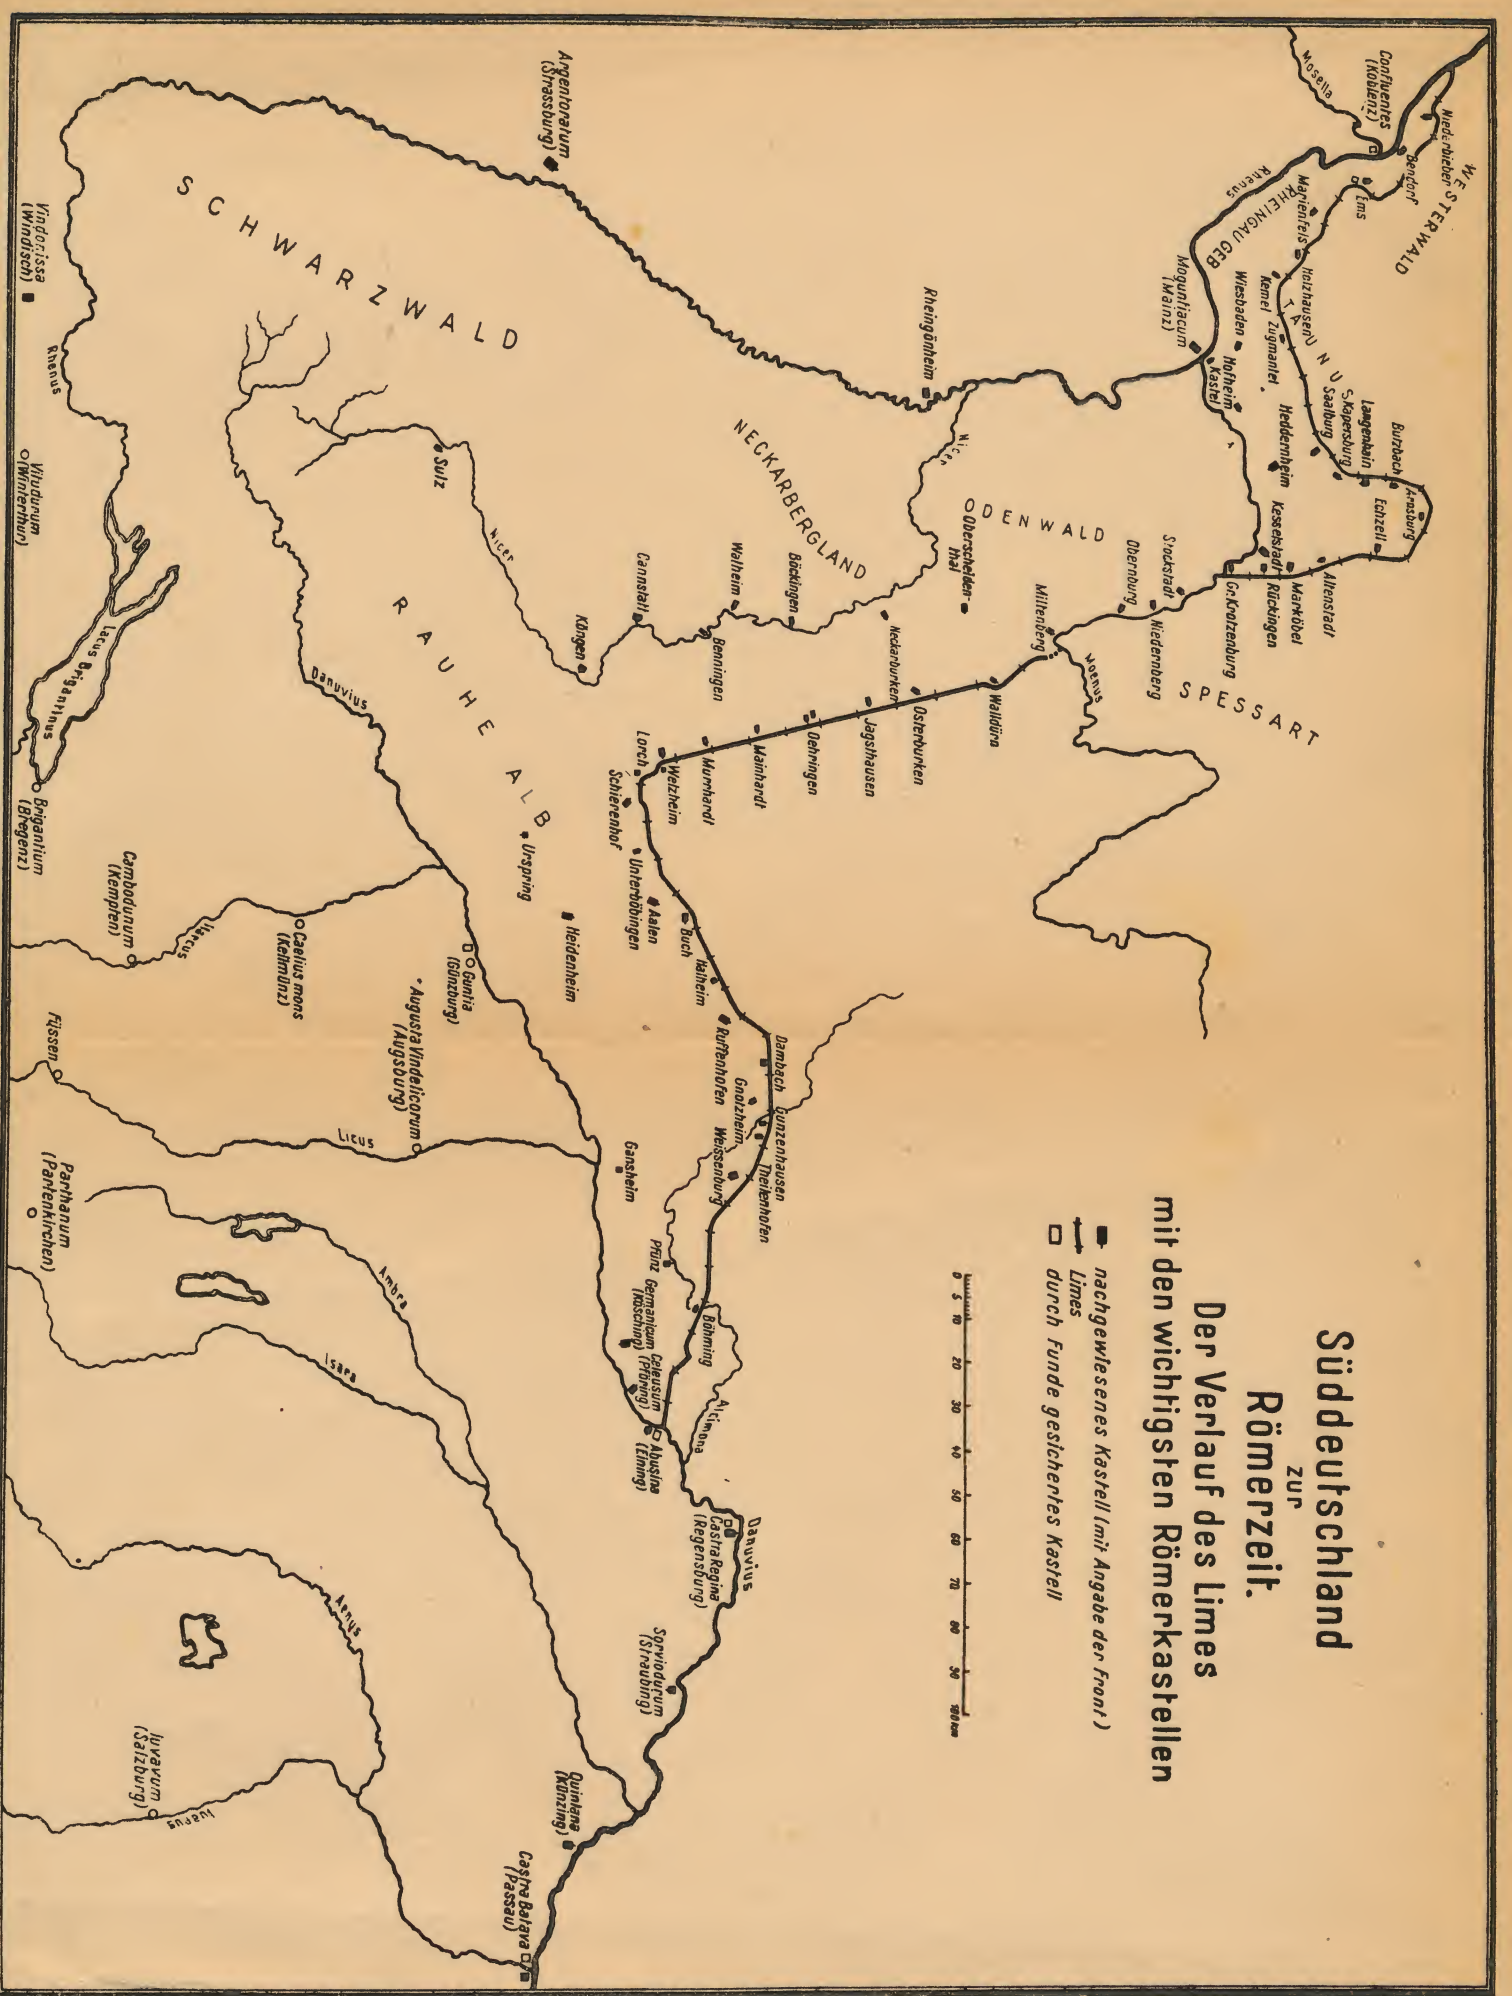 Süddeutschland
zur
Römerzeit.
Der Verlauf des Limes
mit den wichtigsten Römerkastellen
nachgewiesenes Kastell (mit Angabe der Front)
Limes
durch Funde gesichertes Kastell
0 5 10 20 30 40 50 60 70 80 90 100 km
WESTERWALD
Niederbieber
Bendorf
Confluentes
(Koblenz)
Mosella
Ems
Rhenus
RHEINGAU GEB
Marienfels
Holzhausen
Kemel
TAUNUS
Zugmantel
Wiesbaden
Moguntiacum
(Mainz)
Kastel
Hofheim
Heddernheim
Saalburg
Kapersburg
Langenhain
Butzbach
Arnsburg
Echzell
Altenstadt
Marköbel
Rückingen
Kesselstadt
Gr. Krotzenburg
Stockstadt
Niedernberg
Obernburg
SPESSART
Miltenberg
Moenus
Walldürn
ODENWALD
Oberschelden-
thal
Neckarburken
Osterburken
Jagsthausen
Oehringen
Mainhardt
Murrhardt
Welzheim
Lorch
Schierenhof
Unterböbingen
Aalen
Buch
Halheim
Ruffenhofen
Dambach
Gnotzheim
Gunzenhausen
Theilenhofen
Weissenburg
Pfünz
Böhming
Germanicum
(Kösching)
Celeusum
(Pföring)
Abusina
(Eining)
Alcimona
Danuvius
Castra Regina
(Regensburg)
Sorviodurum
(Straubing)
Quintana
(Künzing)
Castra Batava
(Passau)
Rheingönheim
Nicer
NECKARBERGLAND
Böckingen
Walheim
Benningen
Cannstatt
Köngen
Nicer
Sulz
Argentoratum
(Strassburg)
SCHWARZWALD
RAUHE ALB
Urspring
Heidenheim
Gansheim
Danuvius
Guntia
(Günzburg)
Augusta Vindelicorum
(Augsburg)
Licus
Caelius mons
(Kellmünz)
Ilarcus
Cambodunum
(Kempten)
Füssen
Vindonissa
(Windisch)
Rhenus
Vitudurum
(Winterthur)
Lacus Brigantinus
Brigantium
(Bregenz)
Parthanum
(Partenkirchen)
Ambra
Isara
Aenus
Juvavum
(Salzburg)